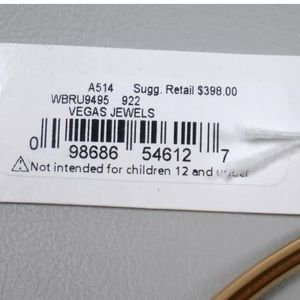 A514 Sugg. Retail $398.00
WBRU9495 922
VEGAS JEWELS
0 98686 54612 7
⚠Not intended for children 12 and under